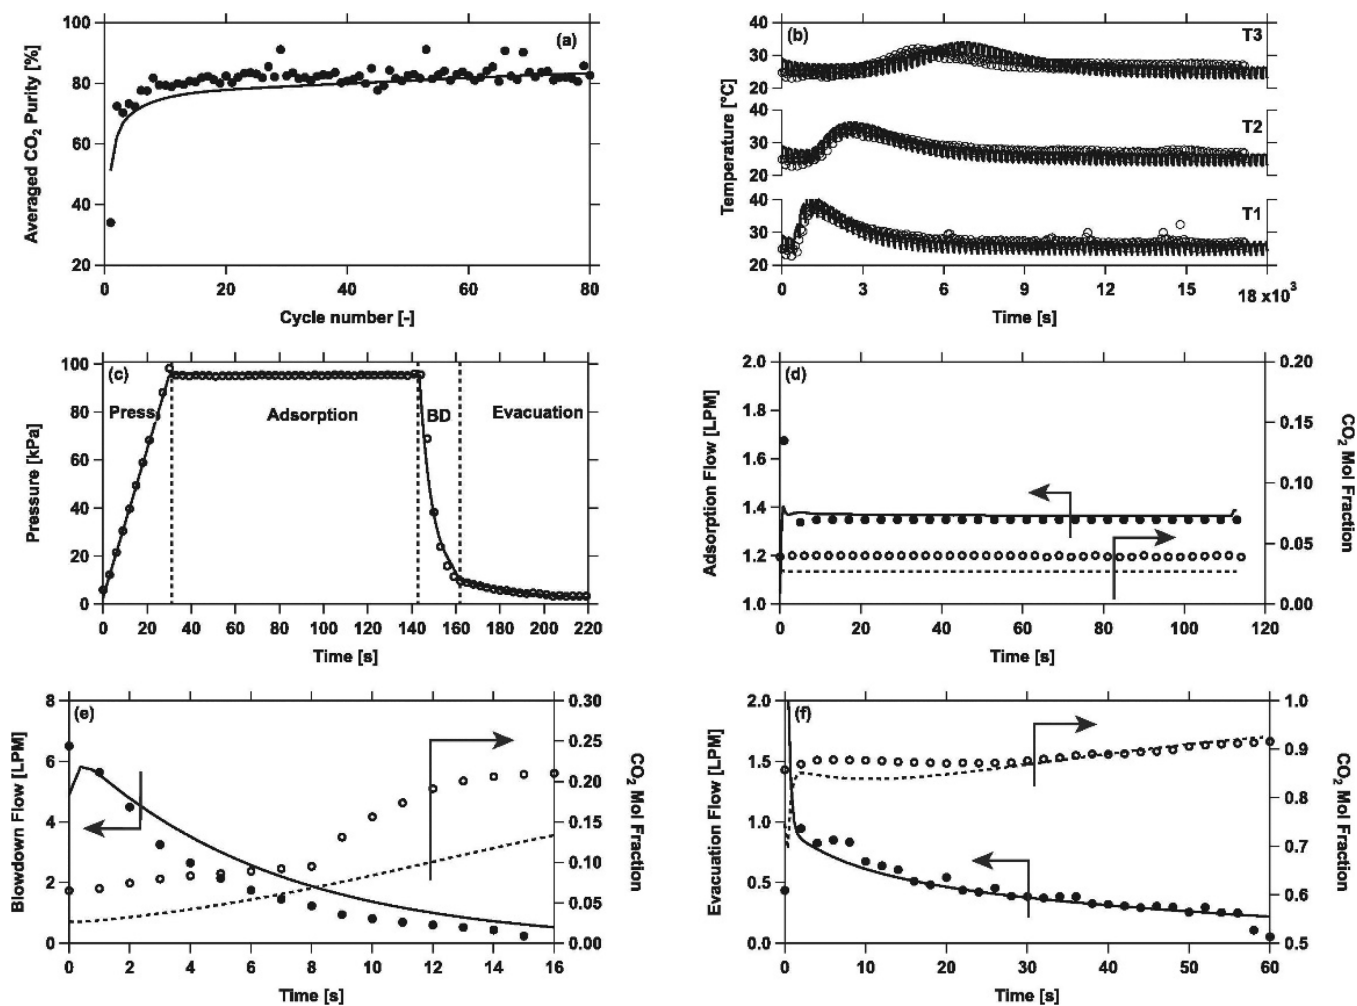 (a)
100
80
60
40
20
Averaged CO2 Purity [%]
0 20 40 60 80
Cycle number [-]
(b)
T3
40
30
20
T2
40
30
20
T1
40
30
20
Temperature [°C]
0 3 6 9 12 15 18 x10³
Time [s]
(c)
100
80
60
40
20
0
Pressure [kPa]
Press Adsorption BD Evacuation
0 20 40 60 80 100 120 140 160 180 200 220
Time [s]
(d)
2.0
1.8
1.6
1.4
1.2
1.0
Adsorption Flow [LPM]
0.20
0.15
0.10
0.05
0.00
CO2 Mol Fraction
0 20 40 60 80 100 120
Time [s]
(e)
8
6
4
2
0
Blowdown Flow [LPM]
0.30
0.25
0.20
0.15
0.10
0.05
0.00
CO2 Mol Fraction
0 2 4 6 8 10 12 14 16
Time [s]
(f)
2.0
1.5
1.0
0.5
0.0
Evacuation Flow [LPM]
1.0
0.9
0.8
0.7
0.6
0.5
CO2 Mol Fraction
0 10 20 30 40 50 60
Time [s]